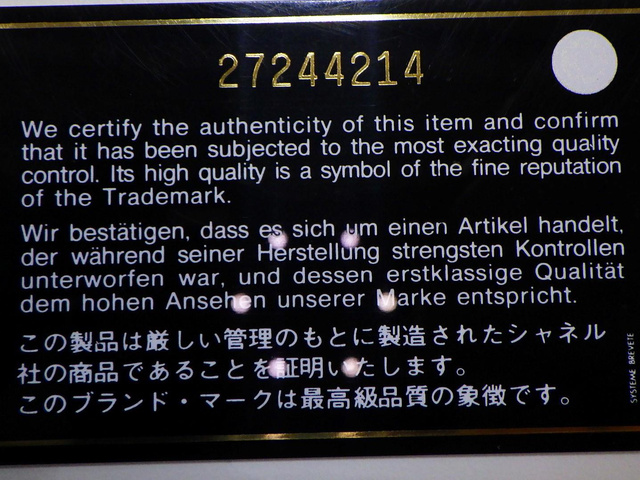 27244214
We certify the authenticity of this item and confirm
that it has been subjected to the most exacting quality
control. Its high quality is a symbol of the fine reputation
of the Trademark.
Wir bestätigen, dass es sich um einen Artikel handelt,
der während seiner Herstellung strengsten Kontrollen
unterworfen war, und dessen erstklassige Qualität
dem hohen Ansehen unserer Marke entspricht.
この製品は厳しい管理のもとに製造されたシャネル
社の商品であることを証明いたします。
このブランド・マークは最高級品質の象徴です。
SYSTEME BREVETE